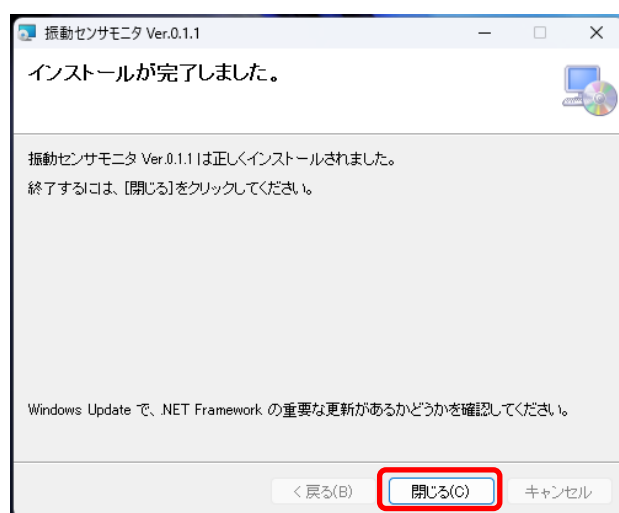 振動センサモニタ Ver.0.1.1
インストールが完了しました。
振動センサモニタ Ver.0.1.1 は正しくインストールされました。
終了するには、[閉じる]をクリックしてください。
Windows Update で、.NET Framework の重要な更新があるかどうかを確認してください。
< 戻る(B) 閉じる(C) キャンセル